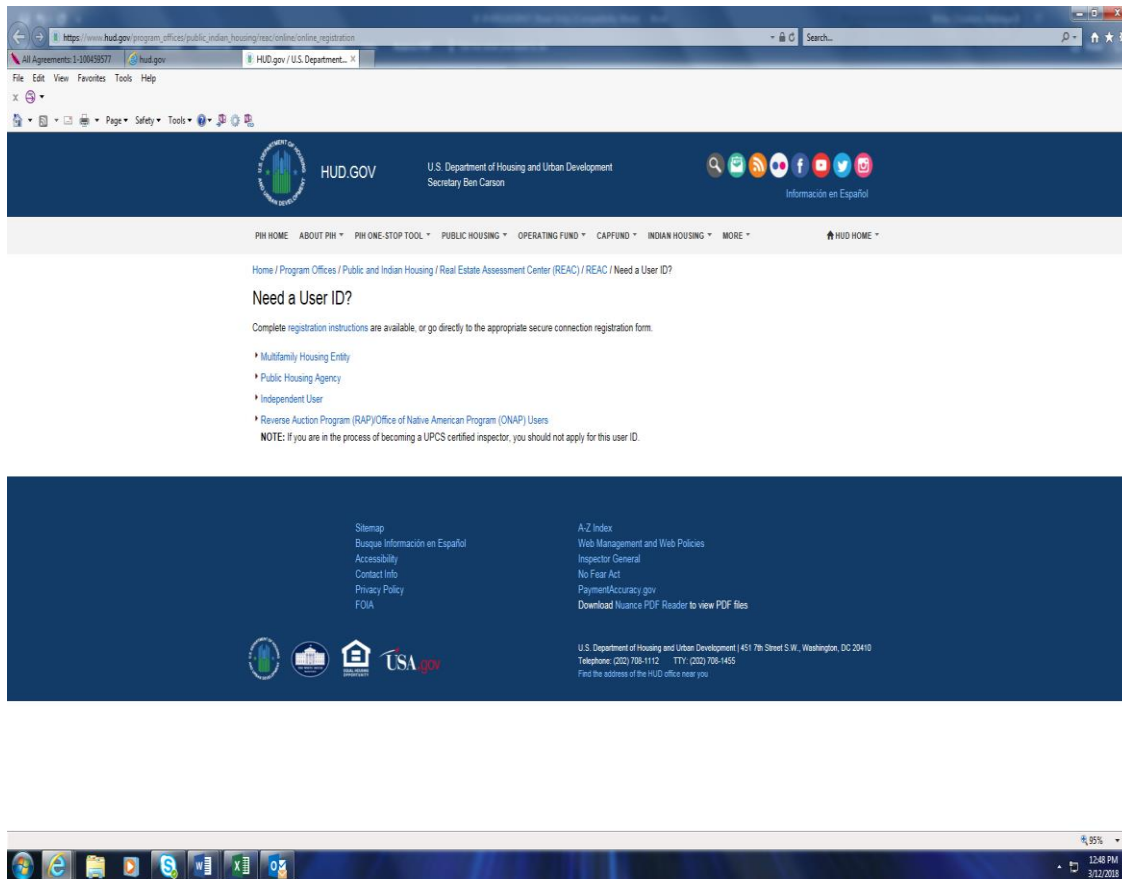 https://www.hud.gov/program_offices/public_indian_housing/reac/online/online_registration
Search...
All Agreements: 1-100459577
hud.gov
HUD.gov / U.S. Department...
File Edit View Favorites Tools Help
Page Safety Tools
HUD.GOV
U.S. Department of Housing and Urban Development
Secretary Ben Carson
Información en Español
PIH HOME ABOUT PIH PIH ONE-STOP TOOL PUBLIC HOUSING OPERATING FUND CAPFUND INDIAN HOUSING MORE HUD HOME
Home / Program Offices / Public and Indian Housing / Real Estate Assessment Center (REAC) / REAC / Need a User ID?
Need a User ID?
Complete registration instructions are available, or go directly to the appropriate secure connection registration form.
Multifamily Housing Entity
Public Housing Agency
Independent User
Reverse Auction Program (RAP)/Office of Native American Program (ONAP) Users
NOTE: If you are in the process of becoming a UPCS certified inspector, you should not apply for this user ID.
Sitemap
Busque Información en Español
Accessibility
Contact Info
Privacy Policy
FOIA
A-Z Index
Web Management and Web Policies
Inspector General
No Fear Act
PaymentAccuracy.gov
Download Nuance PDF Reader to view PDF files
EQUAL HOUSING
OPPORTUNITY
USA.gov
U.S. Department of Housing and Urban Development | 451 7th Street S.W., Washington, DC 20410
Telephone: (202) 708-1112 TTY: (202) 708-1455
Find the address of the HUD office near you
95%
12:48 PM
3/12/2018